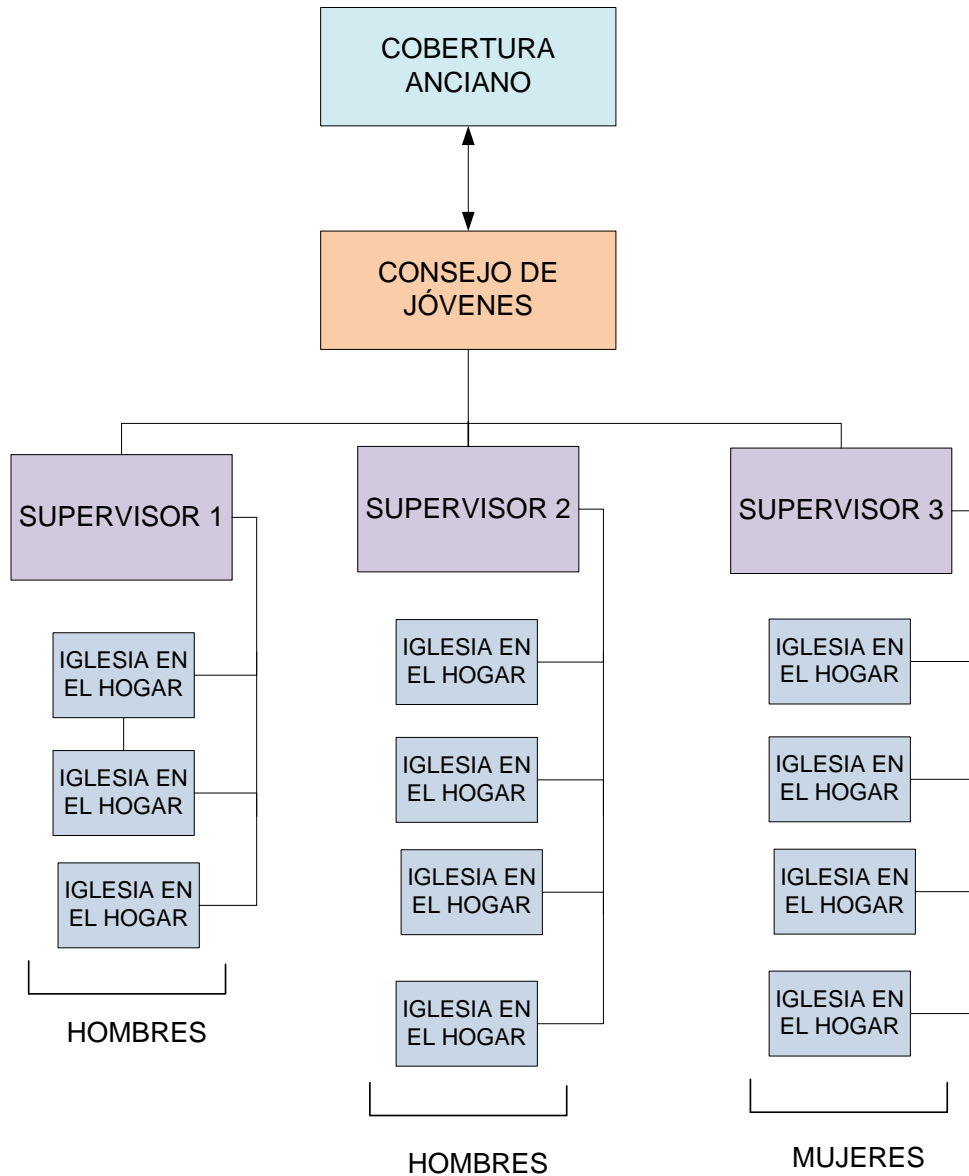 COBERTURA
ANCIANO
CONSEJO DE
JÓVENES
SUPERVISOR 1
IGLESIA EN
EL HOGAR
IGLESIA EN
EL HOGAR
IGLESIA EN
EL HOGAR
HOMBRES
SUPERVISOR 2
IGLESIA EN
EL HOGAR
IGLESIA EN
EL HOGAR
IGLESIA EN
EL HOGAR
IGLESIA EN
EL HOGAR
HOMBRES
SUPERVISOR 3
IGLESIA EN
EL HOGAR
IGLESIA EN
EL HOGAR
IGLESIA EN
EL HOGAR
IGLESIA EN
EL HOGAR
MUJERES